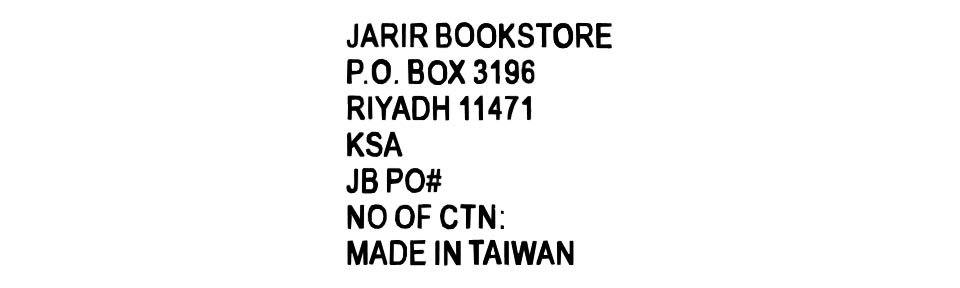 JARIR BOOKSTORE
P.O. BOX 3196
RIYADH 11471
KSA
JB PO#
NO OF CTN:
MADE IN TAIWAN